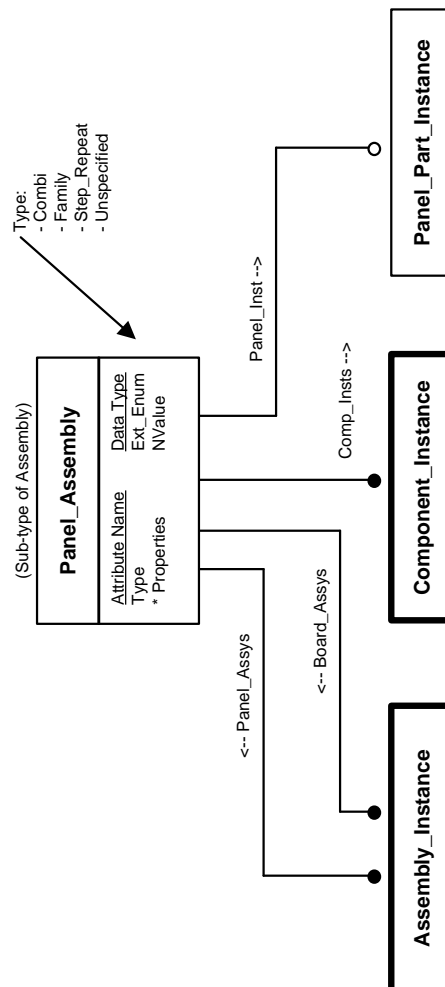 Type:
- Combi
- Family
- Step_Repeat
- Unspecified
(Sub-type of Assembly)
Panel_Assembly
Attribute Name Data Type
Type Ext_Enum
* Properties NValue
<-- Panel_Assys
<-- Board_Assys
Comp_Insts -->
Panel_Inst -->
Assembly_Instance
Component_Instance
Panel_Part_Instance